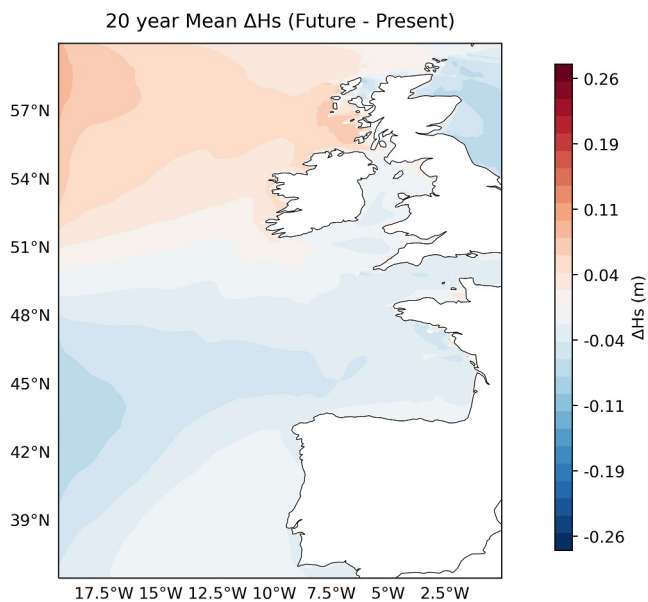 20 year Mean ΔHs (Future - Present)
57°N
54°N
51°N
48°N
45°N
42°N
39°N
17.5°W 15°W 12.5°W 10°W 7.5°W 5°W 2.5°W
0.26
0.19
0.11
0.04
-0.04
-0.11
-0.19
-0.26
ΔHs (m)